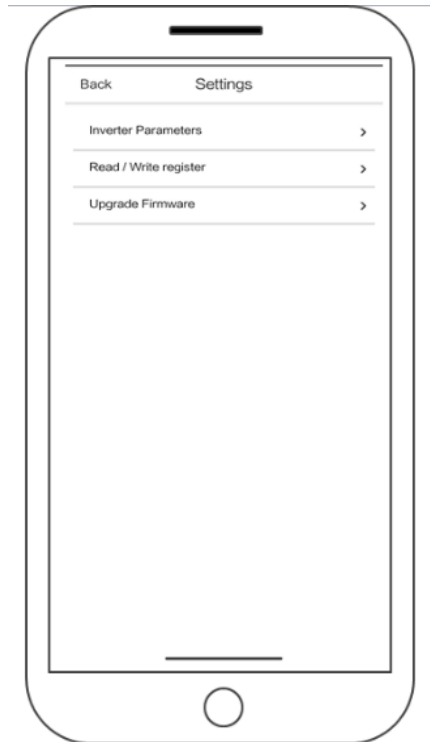 Back Settings
Inverter Parameters
Read / Write register
Upgrade Firmware